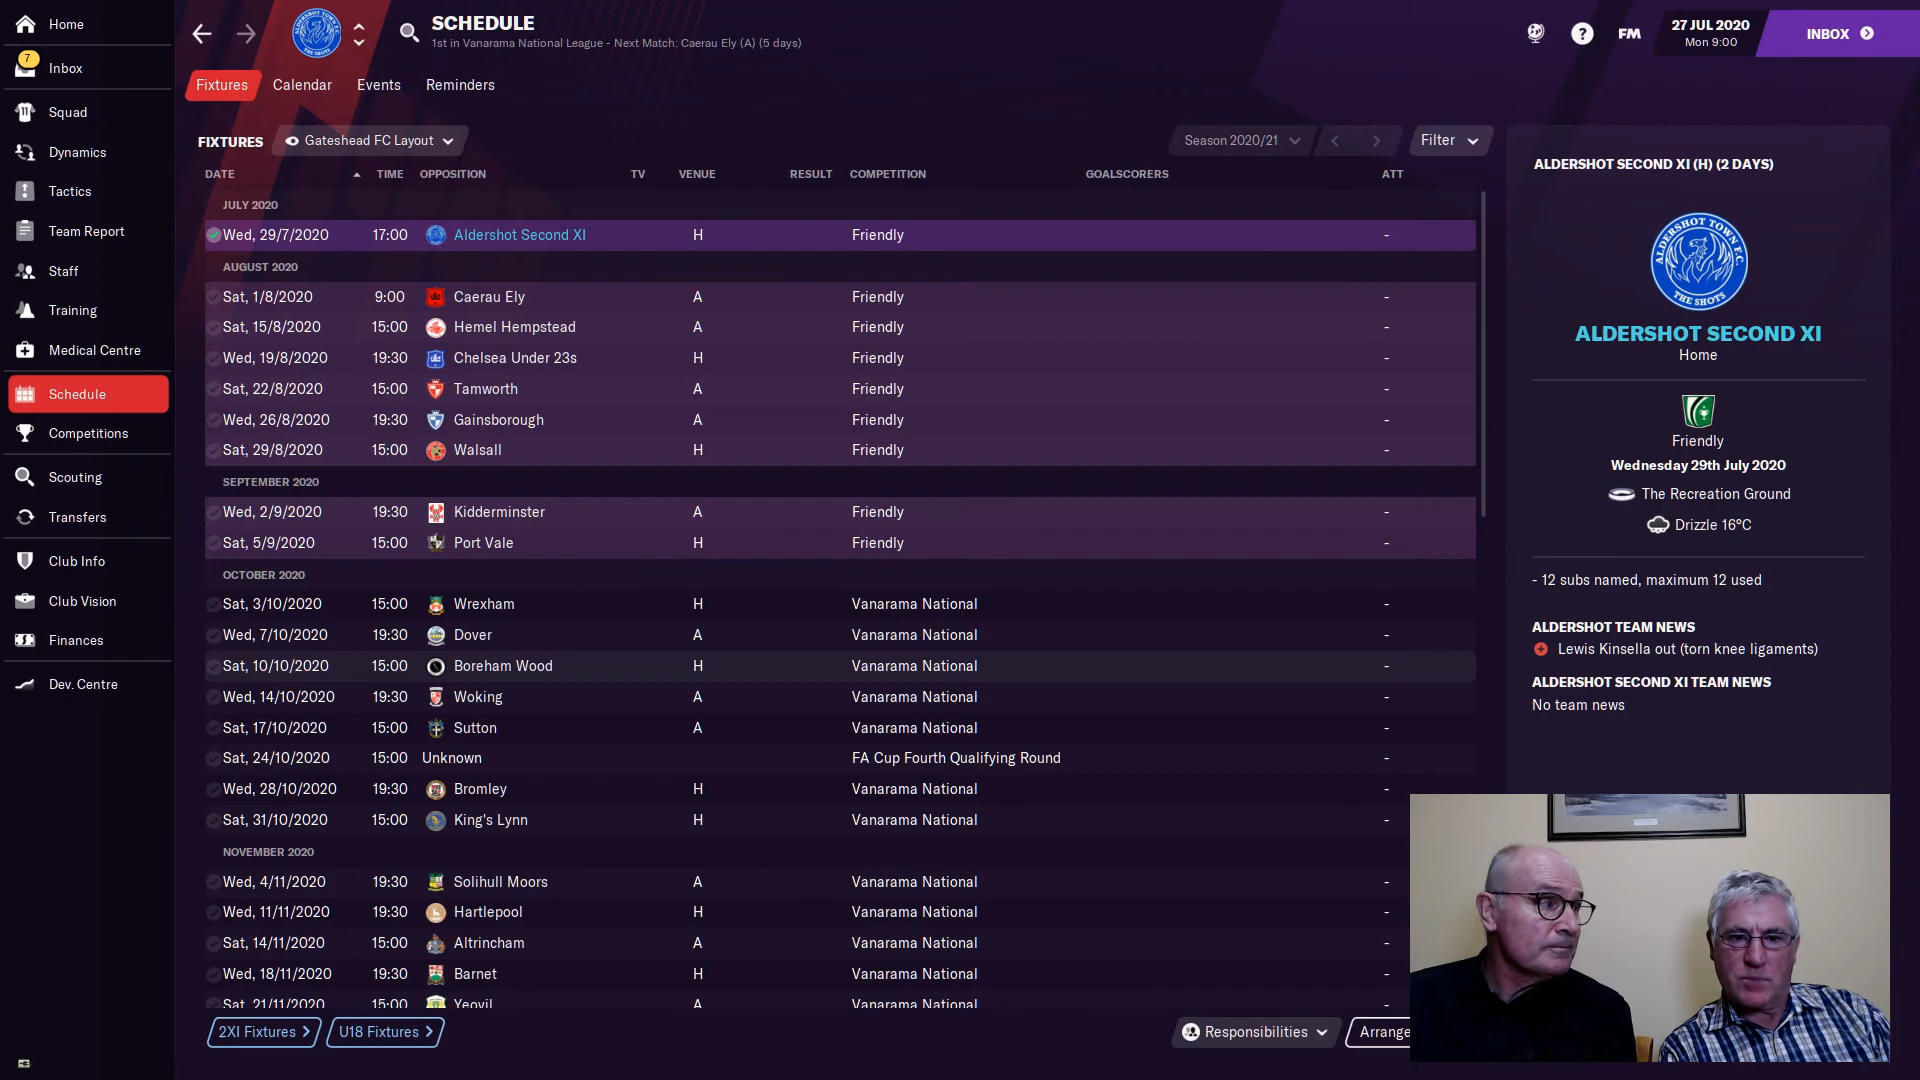 Home
7
Inbox
Squad
Dynamics
Tactics
Team Report
Staff
Training
Medical Centre
Schedule
Competitions
Scouting
Transfers
Club Info
Club Vision
Finances
Dev. Centre
ALDERSHOT TOWN F.C.
THE SHOTS
SCHEDULE
1st in Vanarama National League - Next Match: Caerau Ely (A) (5 days)
? FM 27 JUL 2020
Mon 9:00
INBOX
Fixtures Calendar Events Reminders
FIXTURES Gateshead FC Layout Season 2020/21 Filter
DATE TIME OPPOSITION TV VENUE RESULT COMPETITION GOALSCORERS ATT
JULY 2020
Wed, 29/7/2020 17:00 Aldershot Second XI H Friendly -
AUGUST 2020
Sat, 1/8/2020 9:00 Caerau Ely A Friendly -
Sat, 15/8/2020 15:00 Hemel Hempstead A Friendly -
Wed, 19/8/2020 19:30 Chelsea Under 23s H Friendly -
Sat, 22/8/2020 15:00 Tamworth A Friendly -
Wed, 26/8/2020 19:30 Gainsborough A Friendly -
Sat, 29/8/2020 15:00 Walsall H Friendly -
SEPTEMBER 2020
Wed, 2/9/2020 19:30 Kidderminster A Friendly -
Sat, 5/9/2020 15:00 Port Vale H Friendly -
OCTOBER 2020
Sat, 3/10/2020 15:00 Wrexham H Vanarama National -
Wed, 7/10/2020 19:30 Dover A Vanarama National -
Sat, 10/10/2020 15:00 Boreham Wood H Vanarama National -
Wed, 14/10/2020 19:30 Woking A Vanarama National -
Sat, 17/10/2020 15:00 Sutton A Vanarama National -
Sat, 24/10/2020 15:00 Unknown FA Cup Fourth Qualifying Round -
Wed, 28/10/2020 19:30 Bromley H Vanarama National -
Sat, 31/10/2020 15:00 King's Lynn H Vanarama National -
NOVEMBER 2020
Wed, 4/11/2020 19:30 Solihull Moors A Vanarama National -
Wed, 11/11/2020 19:30 Hartlepool H Vanarama National -
Sat, 14/11/2020 15:00 Altrincham A Vanarama National -
Wed, 18/11/2020 19:30 Barnet H Vanarama National -
Sat, 21/11/2020 15:00 Yeovil A Vanarama National
2XI Fixtures U18 Fixtures Responsibilities Arrange
ALDERSHOT SECOND XI (H) (2 DAYS)
ALDERSHOT TOWN F.C.
THE SHOTS
ALDERSHOT SECOND XI
Home
Friendly
Wednesday 29th July 2020
The Recreation Ground
Drizzle 16°C
- 12 subs named, maximum 12 used
ALDERSHOT TEAM NEWS
Lewis Kinsella out (torn knee ligaments)
ALDERSHOT SECOND XI TEAM NEWS
No team news